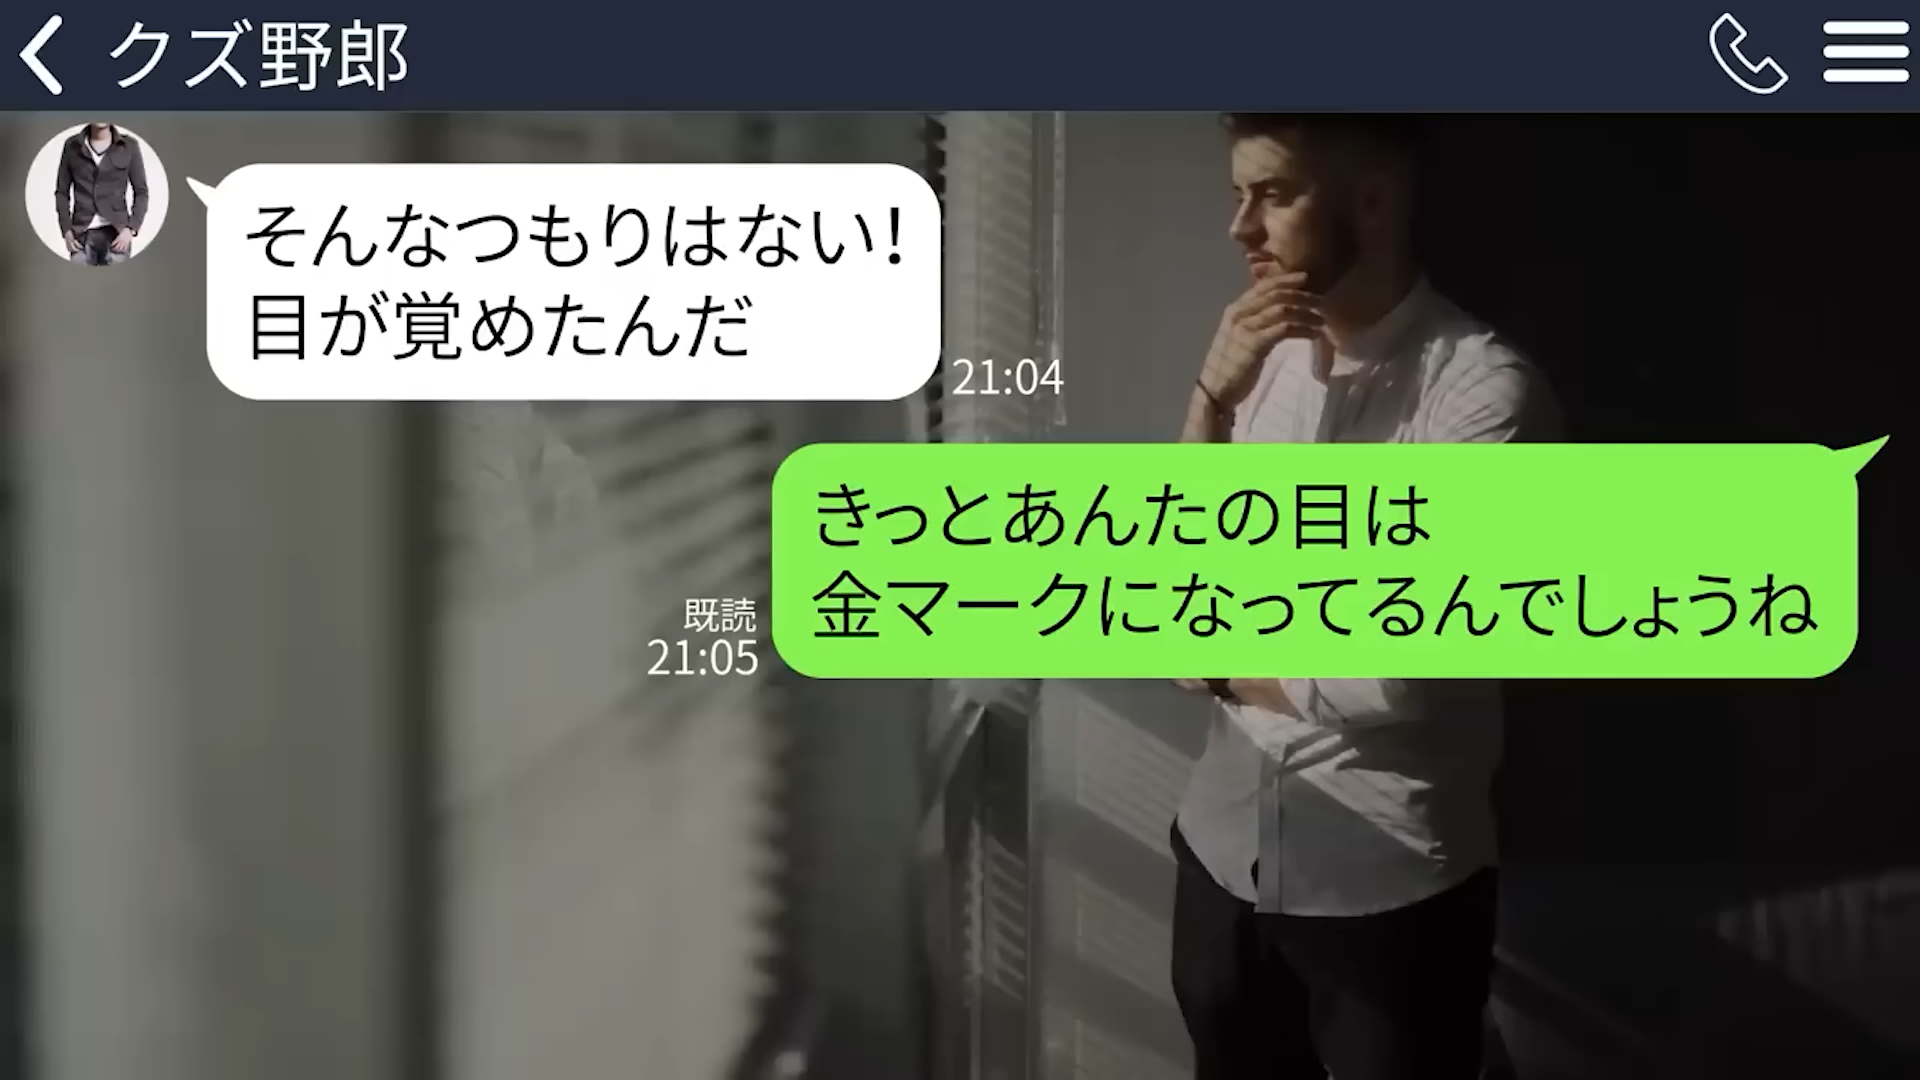 クズ野郎
そんなつもりはない！
目が覚めたんだ
21:04
きっとあんたの目は
金マークになってるんでしょうね
既読
21:05